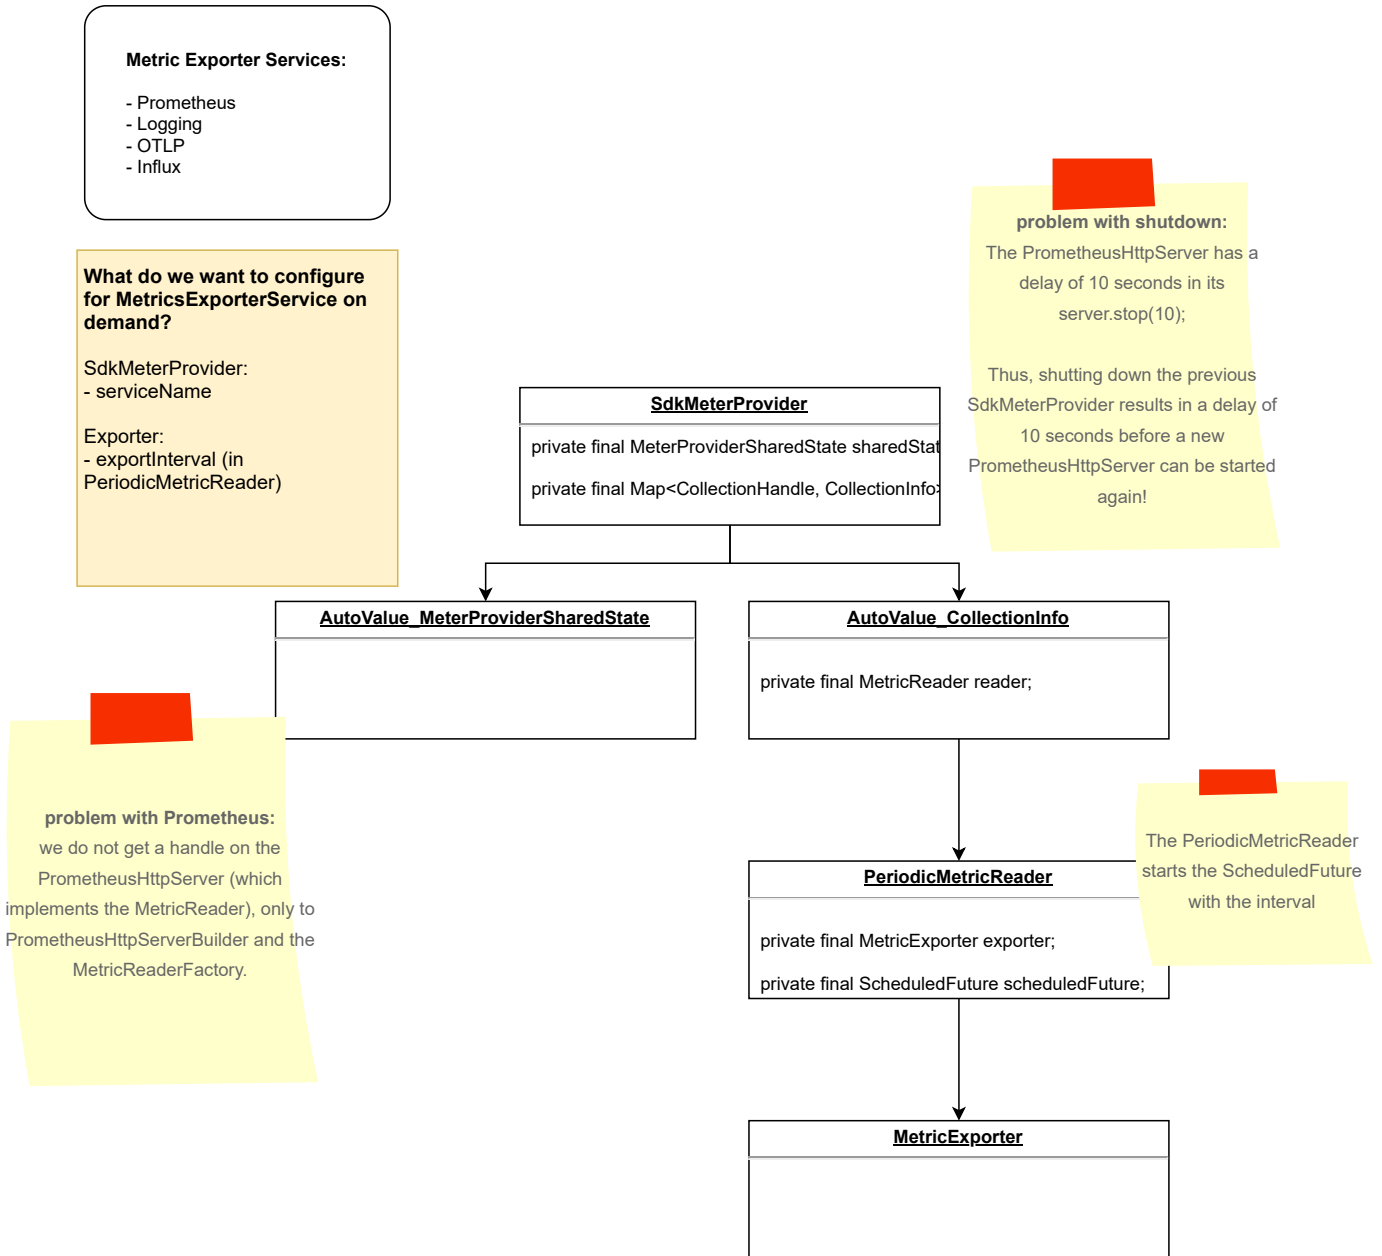 Metric Exporter Services:
- Prometheus
- Logging
- OTLP
- Influx
What do we want to configure
for MetricsExporterService on
demand?
SdkMeterProvider:
- serviceName
Exporter:
- exportInterval (in
PeriodicMetricReader)
problem with shutdown:
The PrometheusHttpServer has a
delay of 10 seconds in its
server.stop(10);
Thus, shutting down the previous
SdkMeterProvider results in a delay of
10 seconds before a new
PrometheusHttpServer can be started
again!
SdkMeterProvider
private final MeterProviderSharedState sharedStat
private final Map<CollectionHandle, CollectionInfo>
AutoValue_MeterProviderSharedState
AutoValue_CollectionInfo
private final MetricReader reader;
problem with Prometheus:
we do not get a handle on the
PrometheusHttpServer (which
implements the MetricReader), only to
PrometheusHttpServerBuilder and the
MetricReaderFactory.
PeriodicMetricReader
private final MetricExporter exporter;
private final ScheduledFuture scheduledFuture;
The PeriodicMetricReader
starts the ScheduledFuture
with the interval
MetricExporter